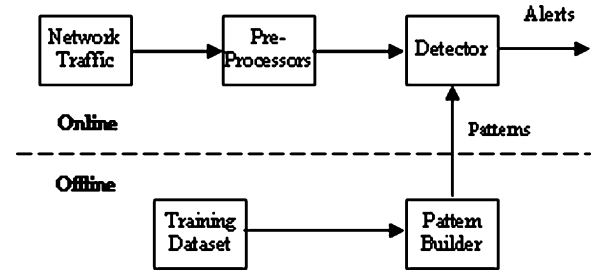 Alerts
Network
Traffic
Pre-
Processors
Detector
Online
Patterns
Offline
Training
Dataset
Pattern
Builder